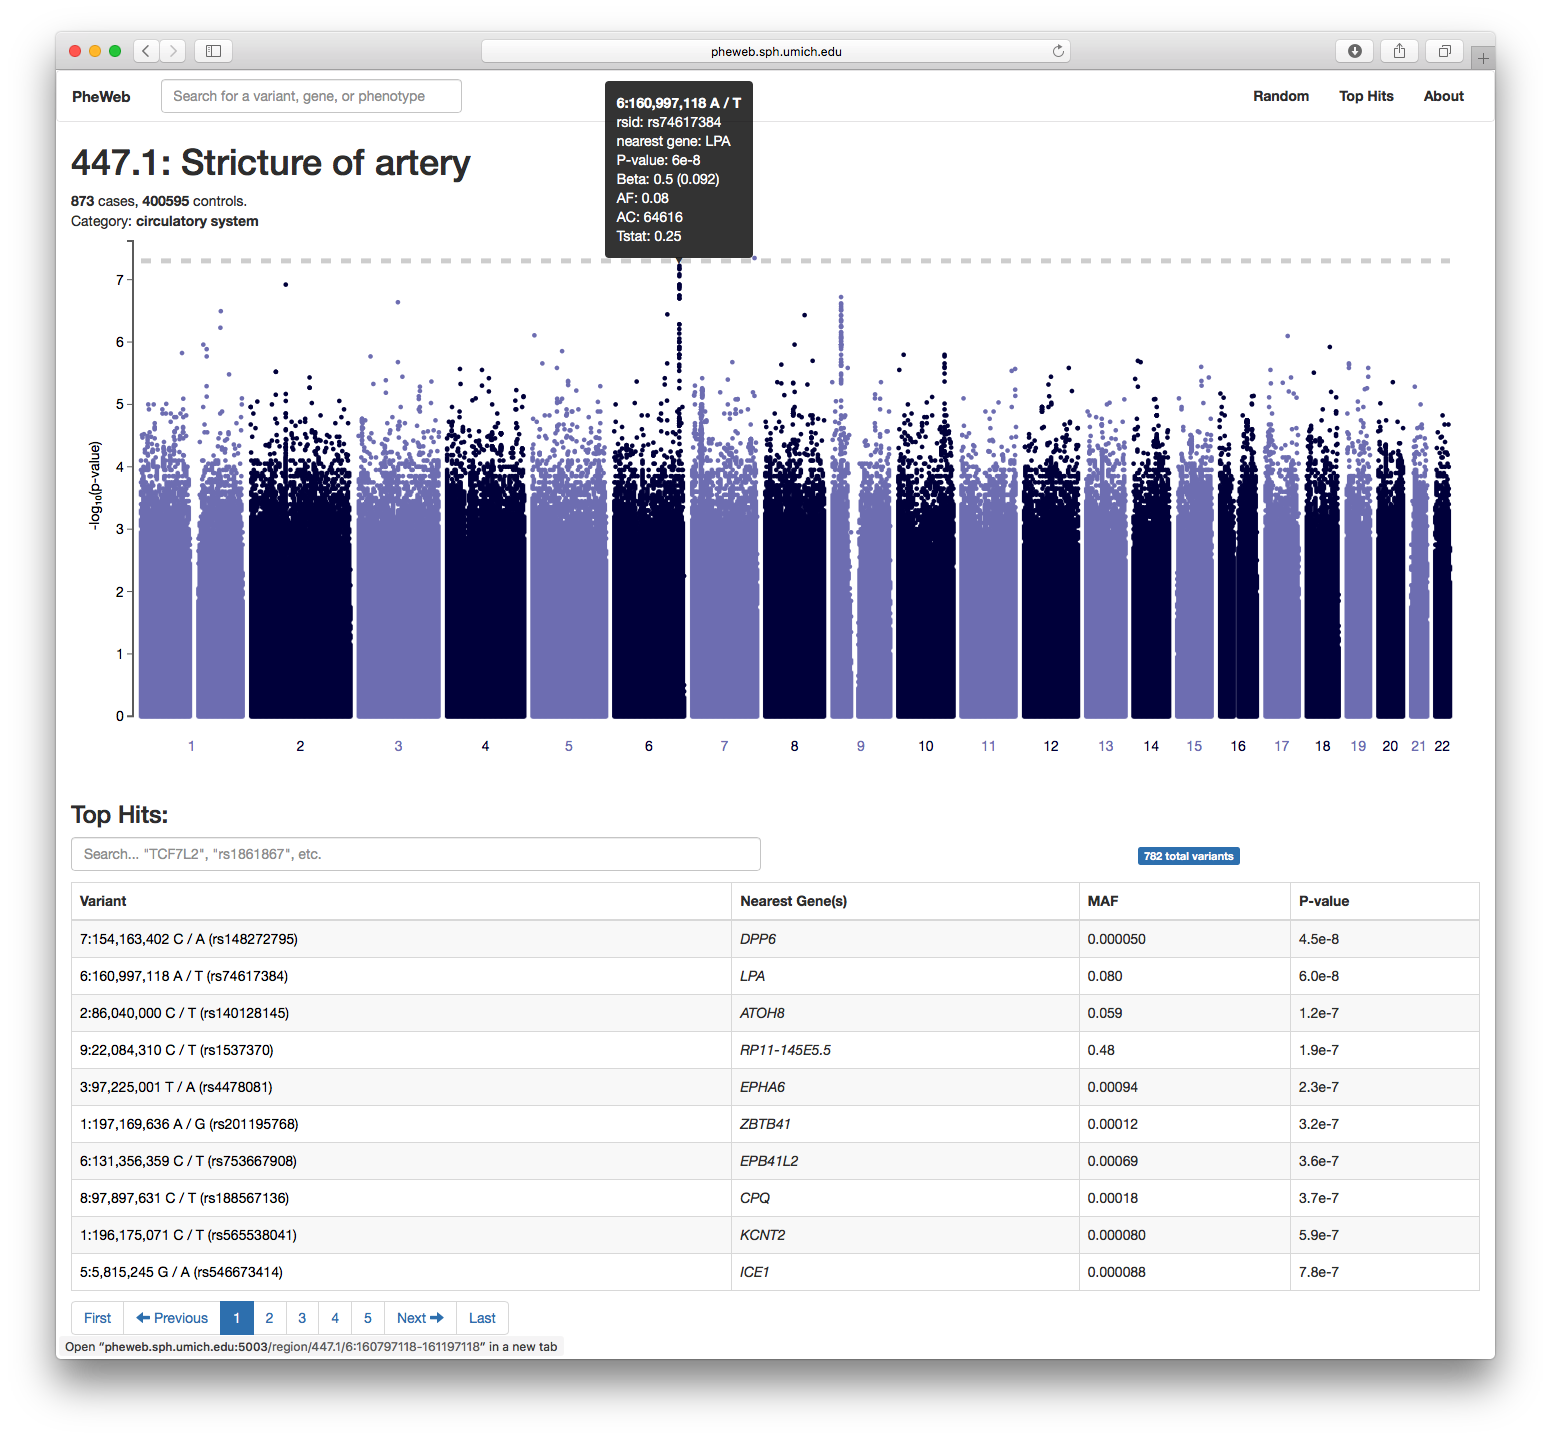 pheweb.sph.umich.edu
PheWeb
Search for a variant, gene, or phenotype
Random
Top Hits
About
6:160,997,118 A / T
rsid: rs74617384
nearest gene: LPA
P-value: 6e-8
Beta: 0.5 (0.092)
AF: 0.08
AC: 64616
Tstat: 0.25
447.1: Stricture of artery
873 cases, 400595 controls.
Category: circulatory system
7
6
5
4
3
2
1
0
-log10(p-value)
1 2 3 4 5 6 7 8 9 10 11 12 13 14 15 16 17 18 19 20 21 22
Top Hits:
Search... "TCF7L2", "rs1861867", etc.
782 total variants
Variant Nearest Gene(s) MAF P-value
7:154,163,402 C / A (rs148272795) DPP6 0.000050 4.5e-8
6:160,997,118 A / T (rs74617384) LPA 0.080 6.0e-8
2:86,040,000 C / T (rs140128145) ATOH8 0.059 1.2e-7
9:22,084,310 C / T (rs1537370) RP11-145E5.5 0.48 1.9e-7
3:97,225,001 T / A (rs4478081) EPHA6 0.00094 2.3e-7
1:197,169,636 A / G (rs201195768) ZBTB41 0.00012 3.2e-7
6:131,356,359 C / T (rs753667908) EPB41L2 0.00069 3.6e-7
8:97,897,631 C / T (rs188567136) CPQ 0.00018 3.7e-7
1:196,175,071 C / T (rs565538041) KCNT2 0.000080 5.9e-7
5:5,815,245 G / A (rs546673414) ICE1 0.000088 7.8e-7
First Previous 1 2 3 4 5 Next Last
Open “pheweb.sph.umich.edu:5003/region/447.1/6:160797118-161197118” in a new tab